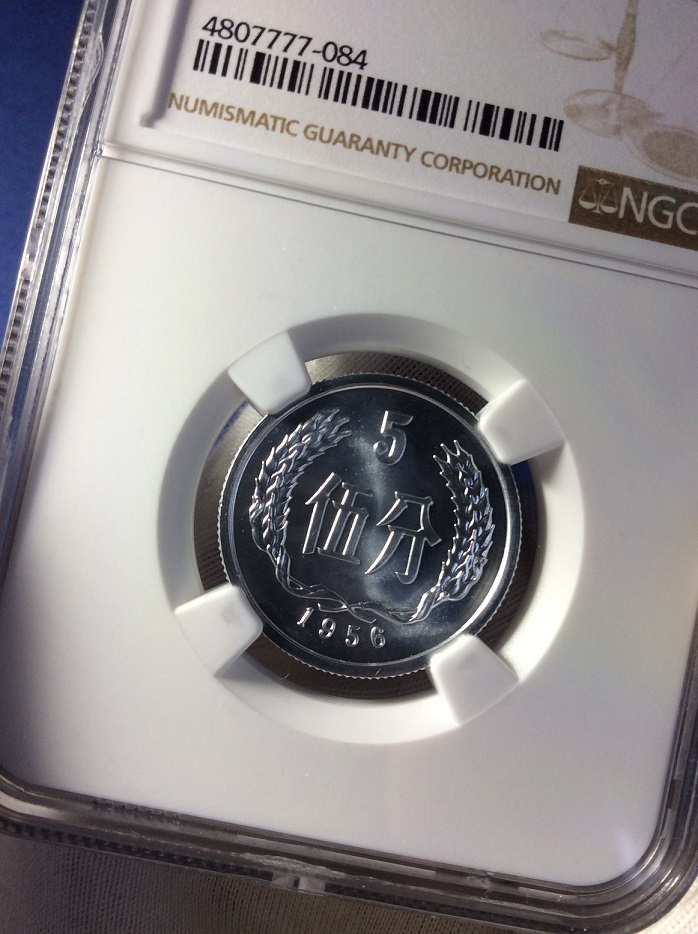 4807777-084
NUMISMATIC GUARANTY CORPORATION
NGC
5
伍分
1956